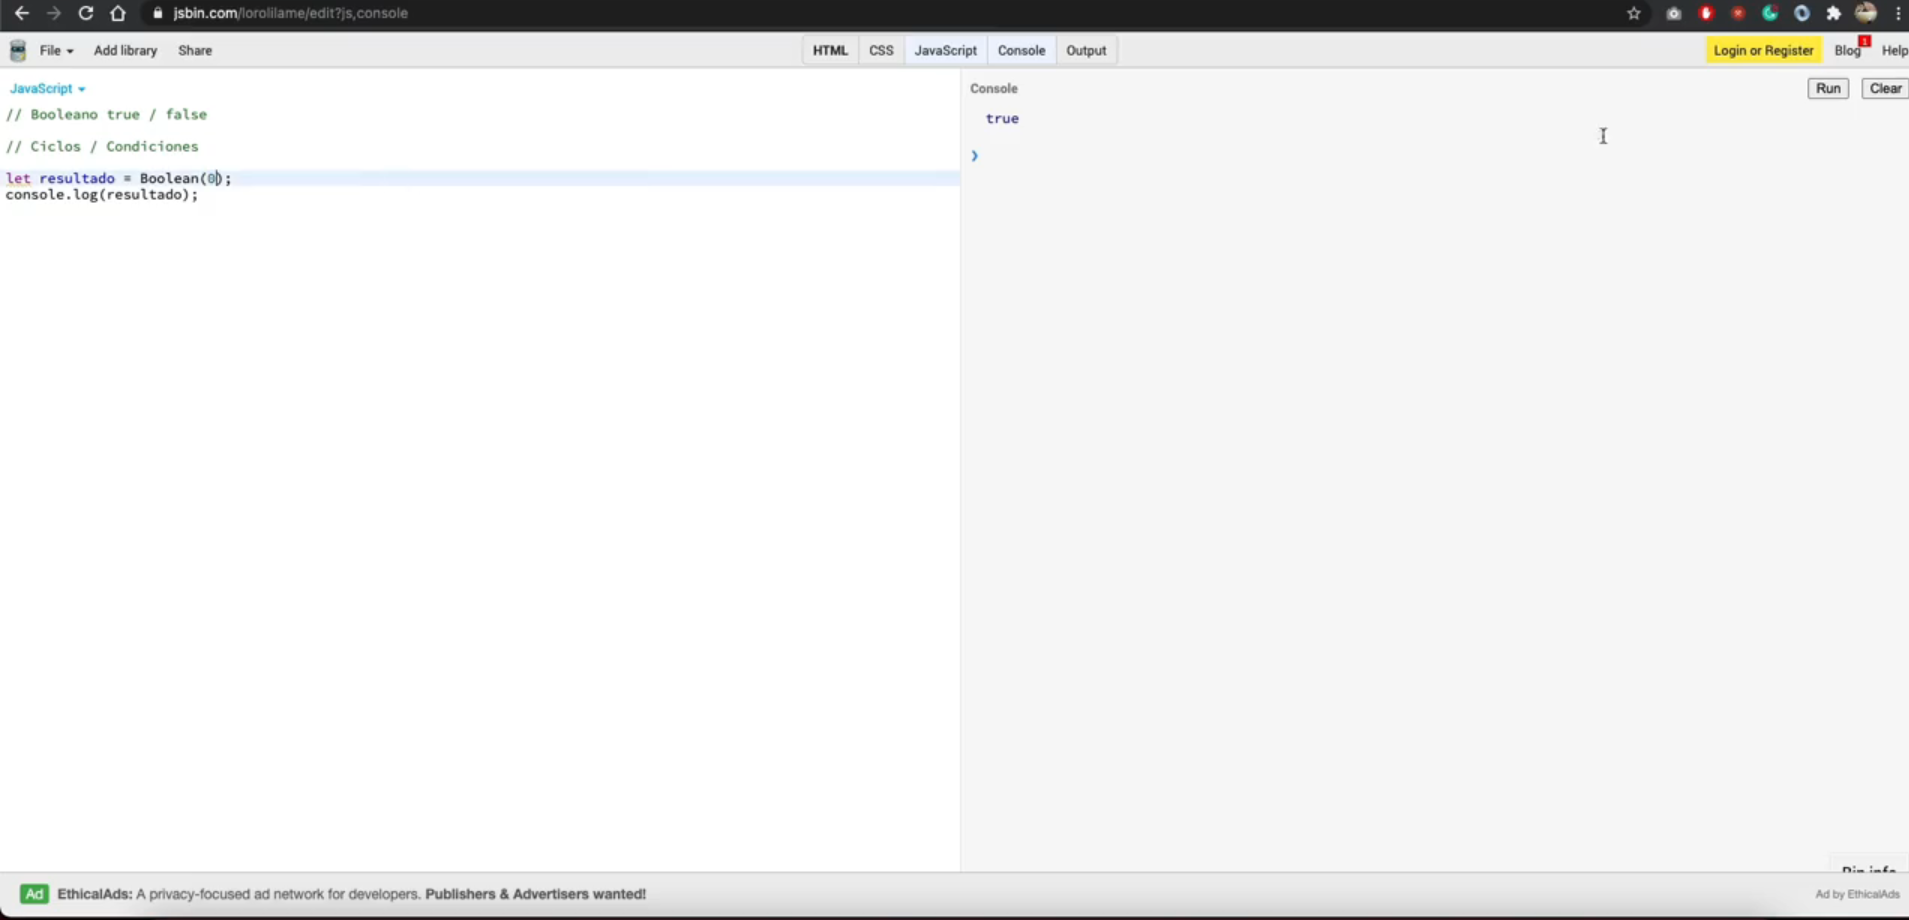 jsbin.com/lorolilame/edit?js,console
File Add library Share HTML CSS JavaScript Console Output Login or Register Blog 1 Help
JavaScript
// Booleano true / false
// Ciclos / Condiciones
let resultado = Boolean(0);
console.log(resultado);
Console Run Clear
true
Bin info
Ad EthicalAds: A privacy-focused ad network for developers. Publishers & Advertisers wanted!
Ad by EthicalAds